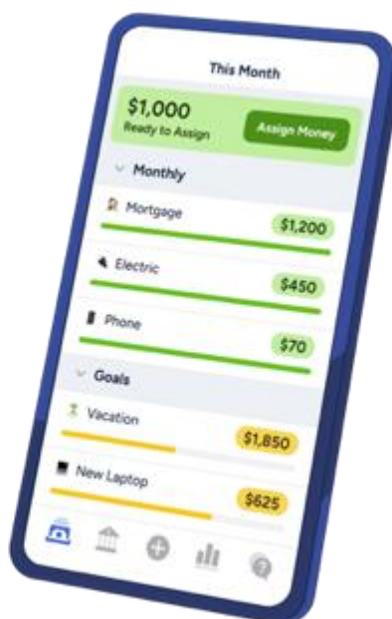 This Month
$1,000
Ready to Assign
Assign Money
Monthly
Mortgage
$1,200
Electric
$450
Phone
$70
Goals
Vacation
$1,850
New Laptop
$625